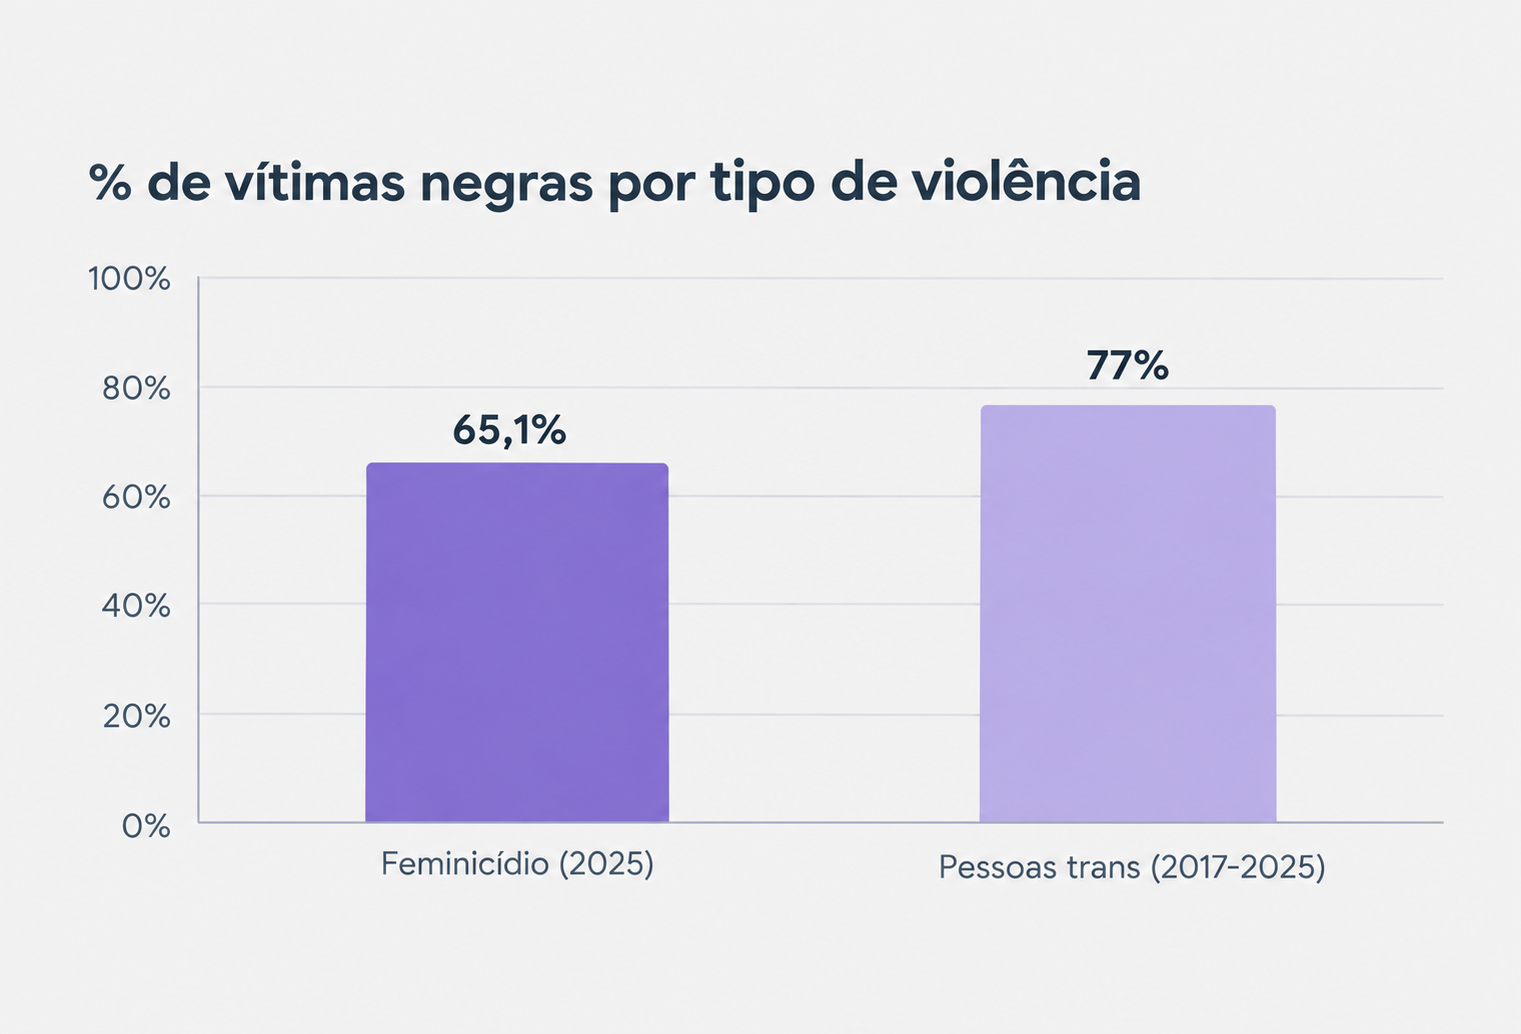 % de vítimas negras por tipo de violência
100%
80%
60%
40%
20%
0%
65,1%
77%
Feminicídio (2025)
Pessoas trans (2017-2025)